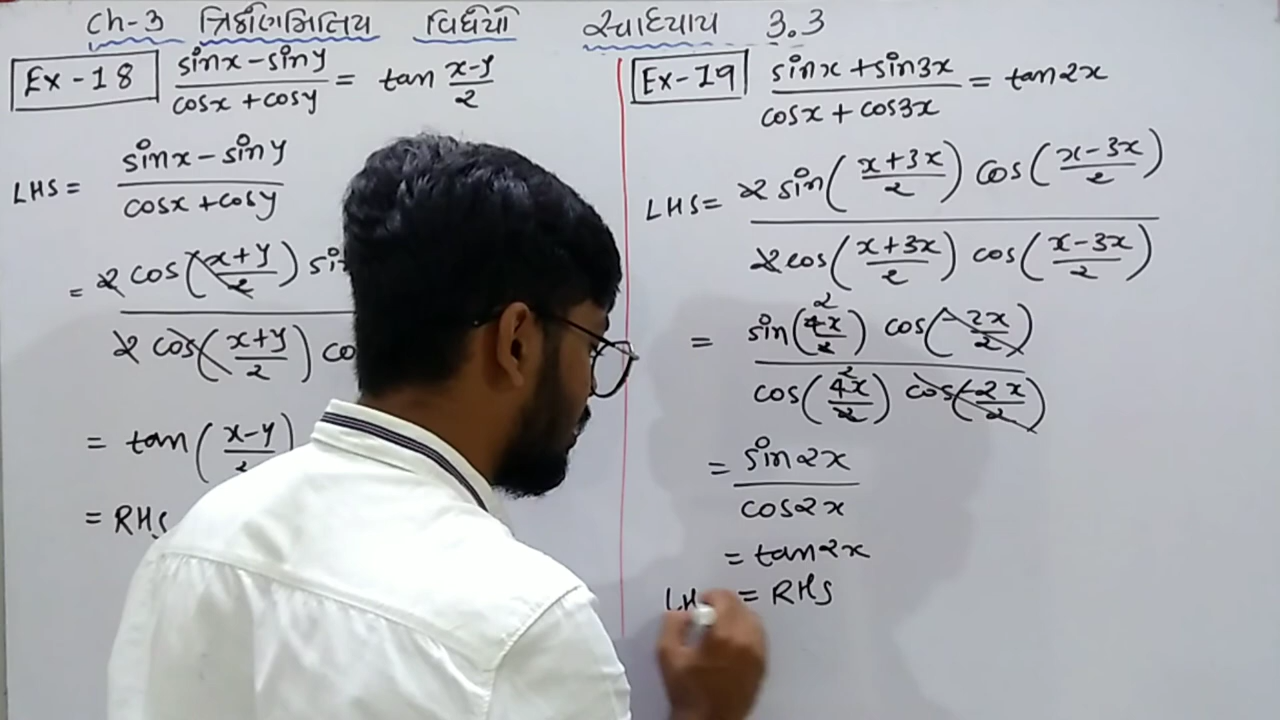 Ch-3 ત્રિકોણમિતિય વિધેયો સ્વાધ્યાય 3.3
Ex-18 sinx-siny / cosx+cosy = tan x-y / 2
LHS = sinx-siny / cosx+cosy
= 2 cos(x+y / 2) / 2 cos(x+y / 2)
= tan(x-y
= RHS
Ex-19 sinx+sin3x / cosx+cos3x = tan2x
LHS = 2 sin(x+3x / 2) cos(x-3x / 2) / 2 cos(x+3x / 2) cos(x-3x / 2)
= sin(4x / 2) 2 cos(-2x / 2) / cos(4x / 2) 2 cos(-2x / 2)
= sin2x / cos2x
= tan2x
LH = RHS